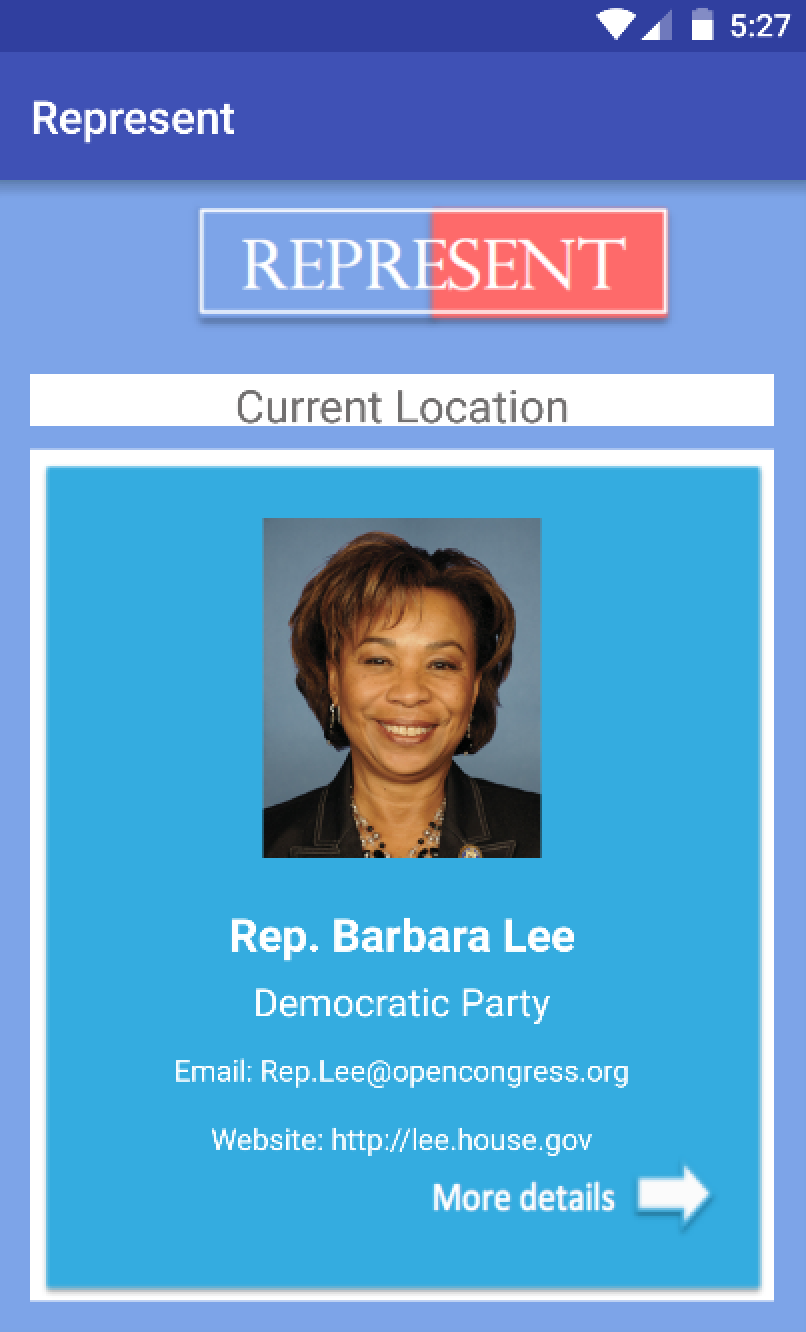 5:27
Represent
REPRESENT
Current Location
Rep. Barbara Lee
Democratic Party
Email: Rep.Lee@opencongress.org
Website: http://lee.house.gov
More details